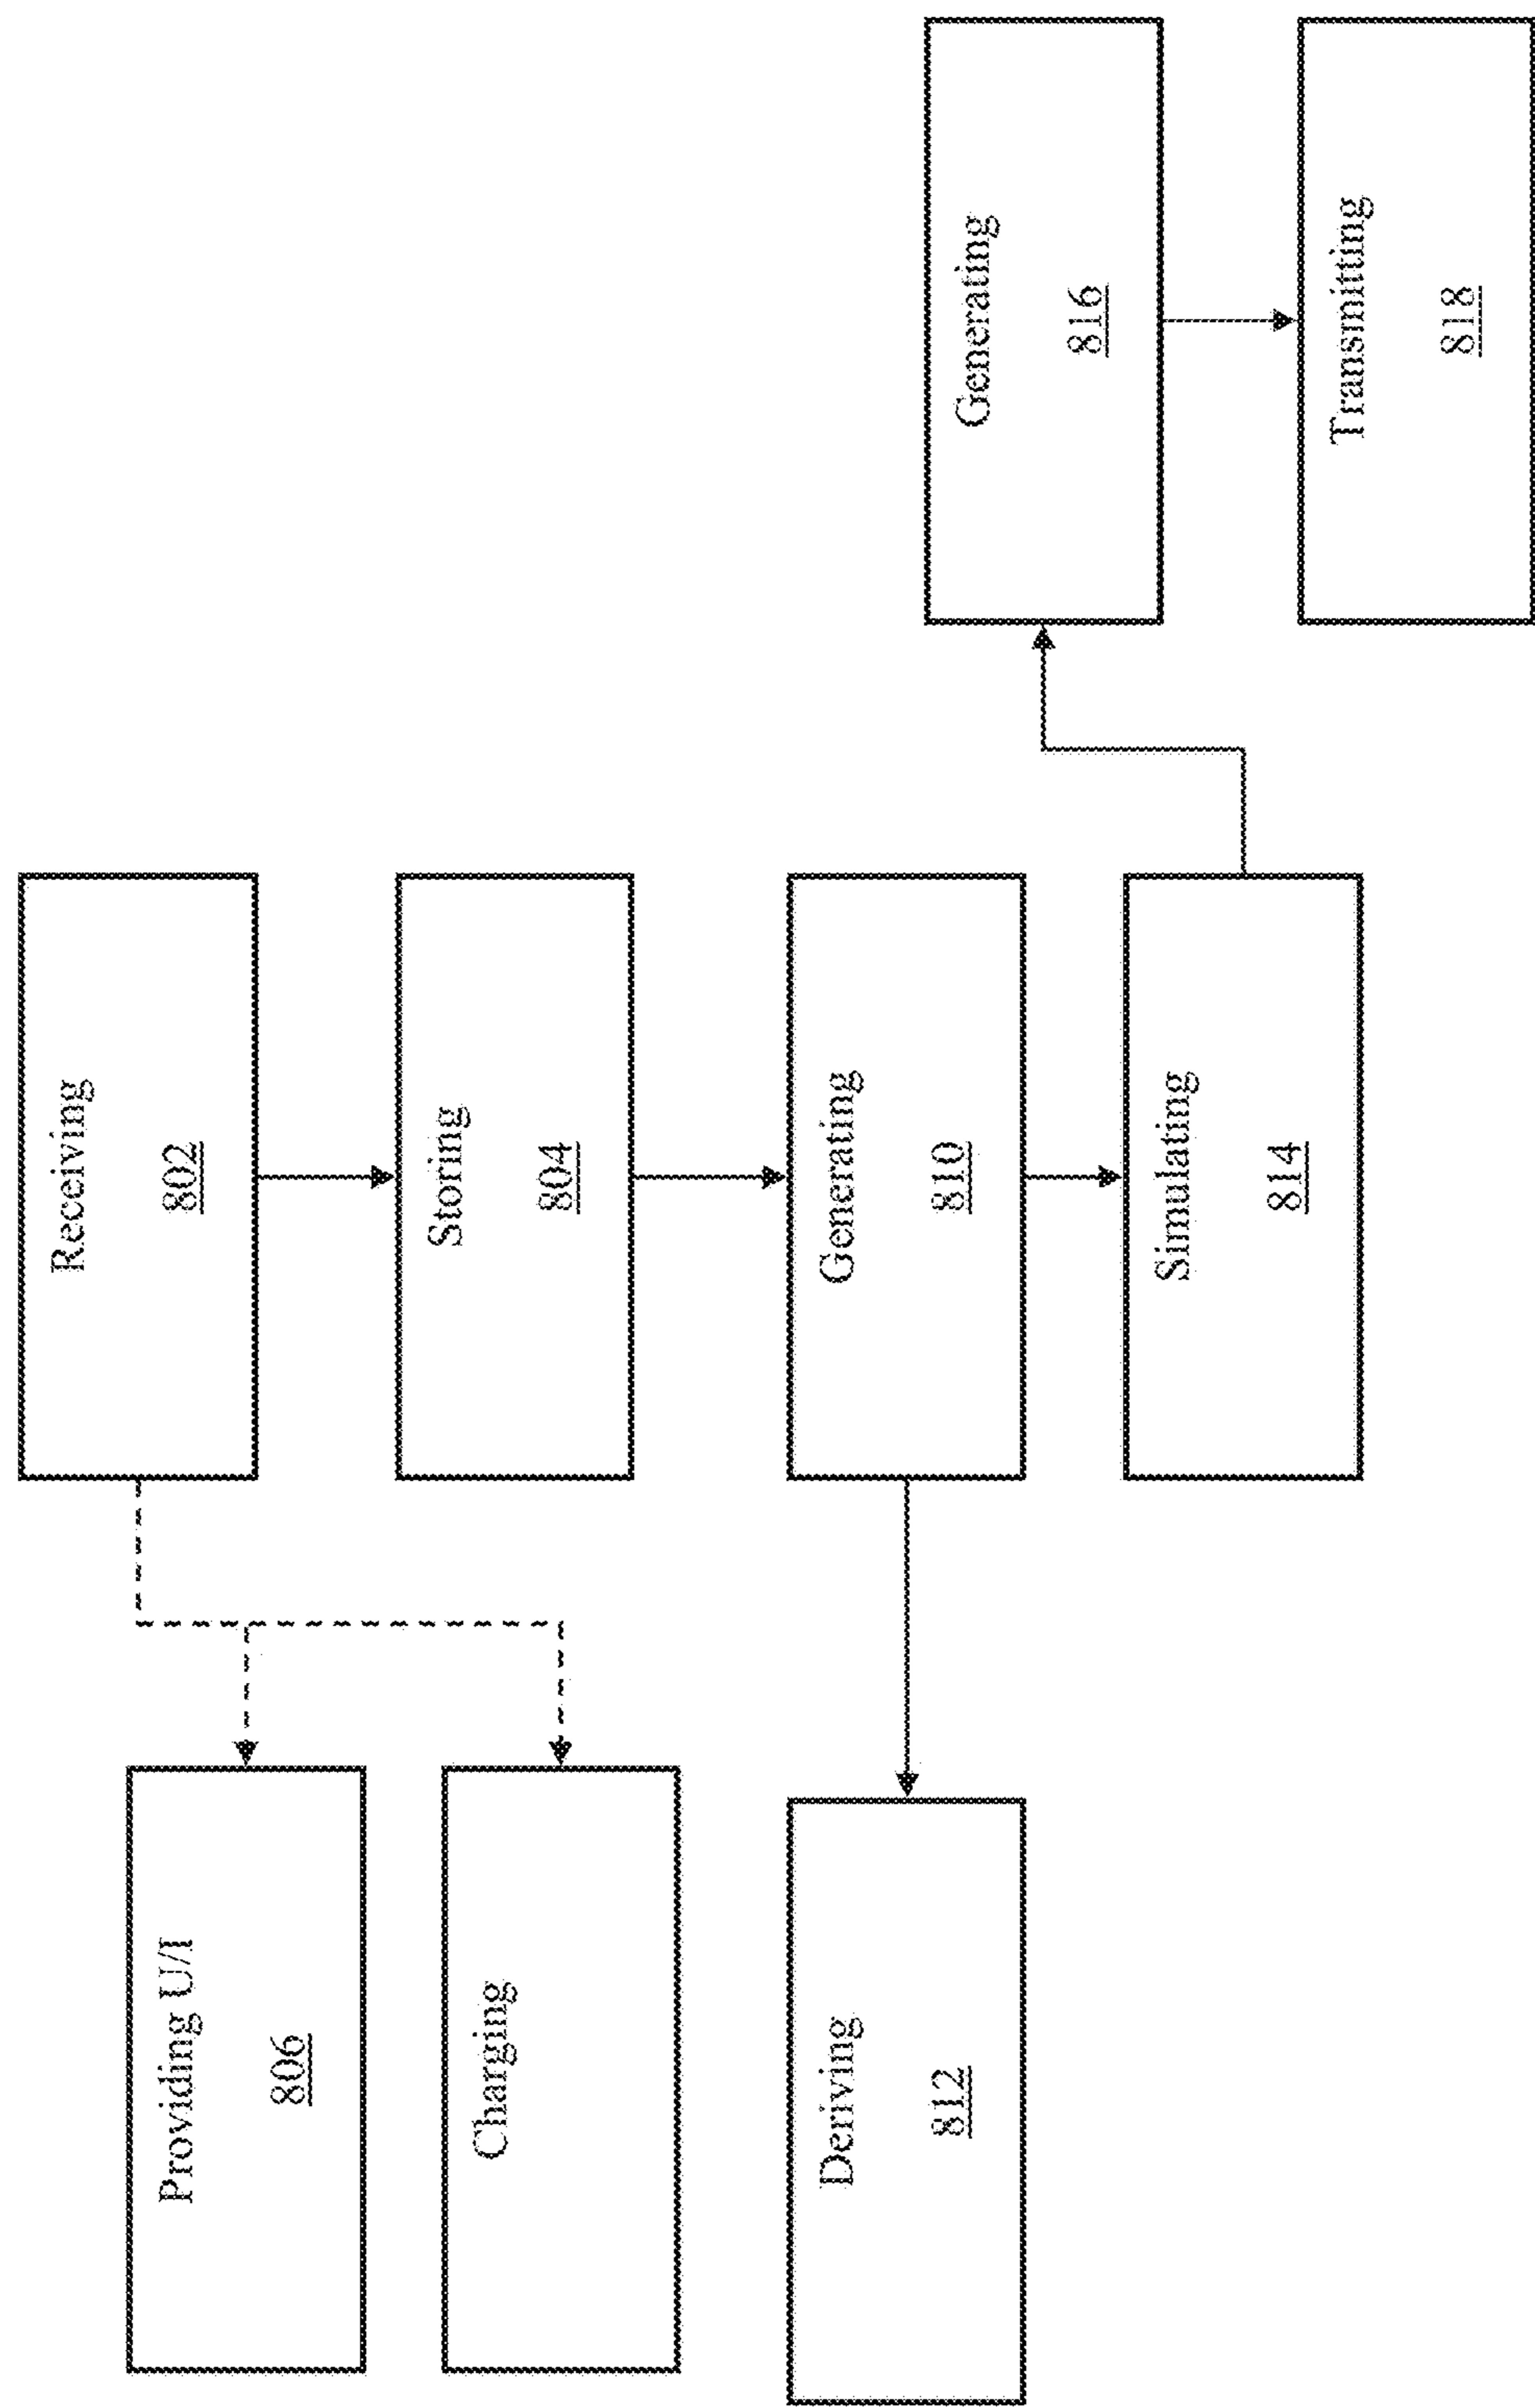 Receiving
802
Storing
804
Providing U/I
806
Charging
Generating
810
Deriving
812
Simulating
814
Generating
816
Transmitting
818